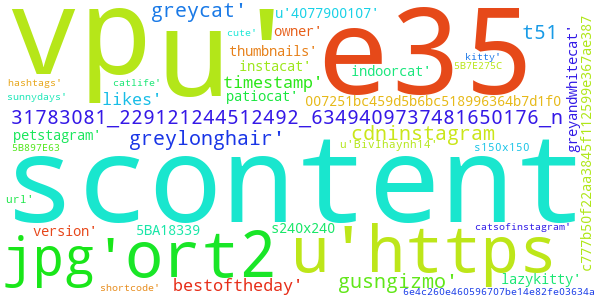 vp
u'
e35
greycat'
u'4077900107'
cute'
owner'
t51
thumbnails'
instacat'
kitty'
5B7E275C
hashtags'
catlife'
timestamp'
indoorcat'
sunnydays'
likes'
patiocat'
007251bc459d5b6bc518996364b7d1f0'
31783081_229121244512492_6349409737481650176_n
greyandwhitecat'
c777b50f22aa3845f112599e367ae387
petstagram'
greylonghair'
cdninstagram
5B897E63
u'BiVlhaynh14'
s150x150
scontent
url'
version'
5BA18339
s240x240
catsofinstagram'
jpg'
ort2
u'https
shortcode'
bestoftheday'
gusngizmo'
lazykitty'
6e4c260e460596707be14e82fe03634a